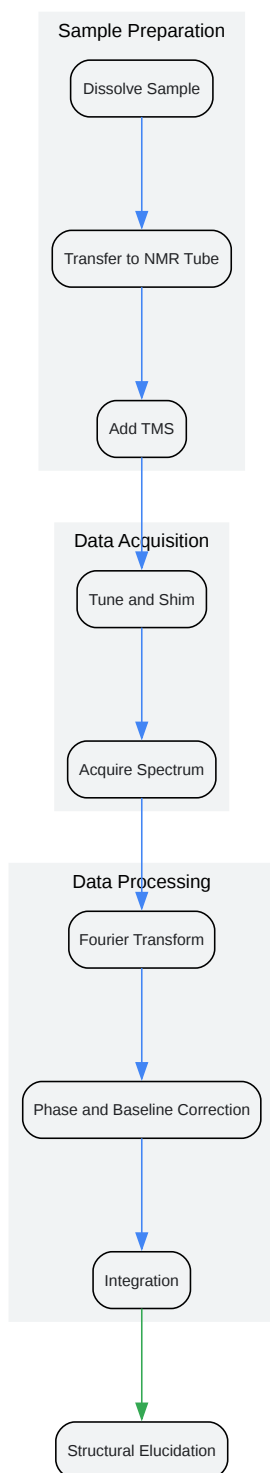 Sample Preparation
Dissolve Sample
Transfer to NMR Tube
Add TMS
Data Acquisition
Tune and Shim
Acquire Spectrum
Data Processing
Fourier Transform
Phase and Baseline Correction
Integration
Structural Elucidation